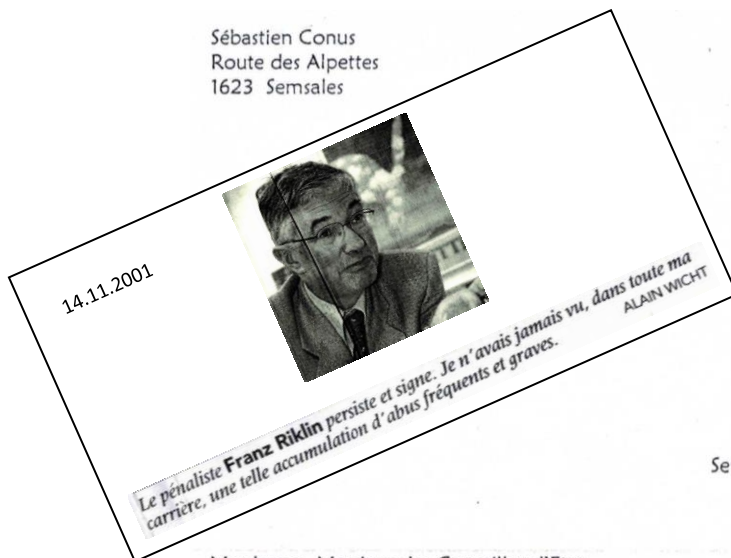 Sébastien Conus
Route des Alpettes
1623 Semsales
14.11.2001
Le pénaliste Franz Riklin persiste et signe. Je n'avais jamais vu, dans toute ma
carrière, une telle accumulation d'abus fréquents et graves.
ALAIN WICHT
Se